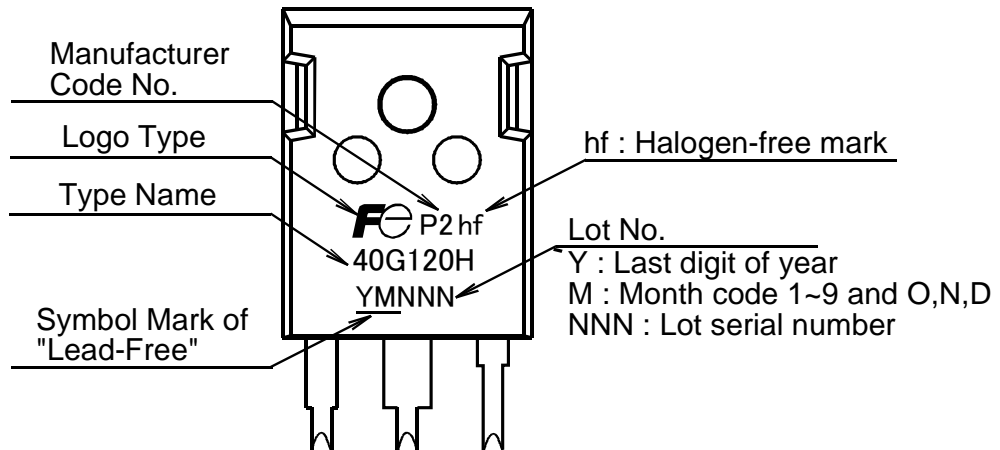 Manufacturer
Code No.
Logo Type
Type Name
Symbol Mark of
"Lead-Free"
Fe P2 hf
40G120H
YMNNN
hf : Halogen-free mark
Lot No.
Y : Last digit of year
M : Month code 1~9 and O,N,D
NNN : Lot serial number